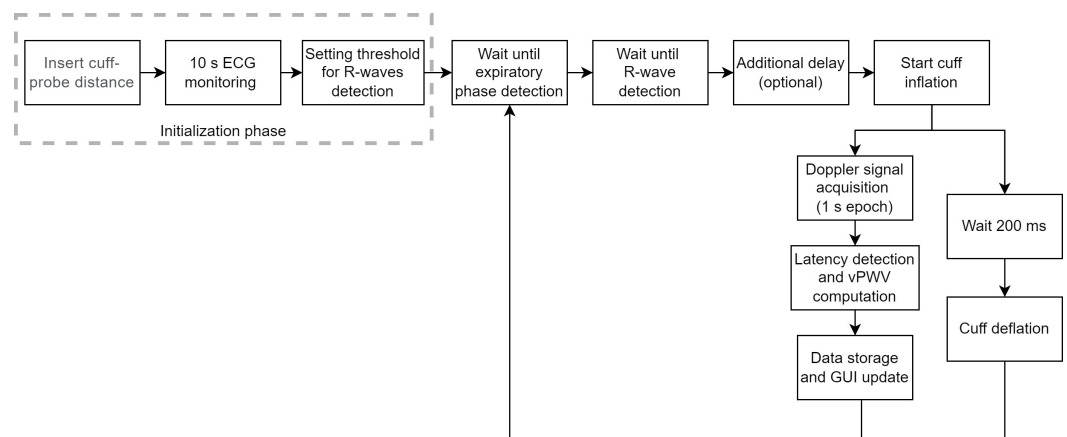 Insert cuff-
probe distance
10 s ECG
monitoring
Setting threshold
for R-waves
detection
Initialization phase
Wait until
expiratory
phase detection
Wait until
R-wave
detection
Additional delay
(optional)
Start cuff
inflation
Doppler signal
acquisition
(1 s epoch)
Latency detection
and vPWV
computation
Data storage
and GUI update
Wait 200 ms
Cuff deflation